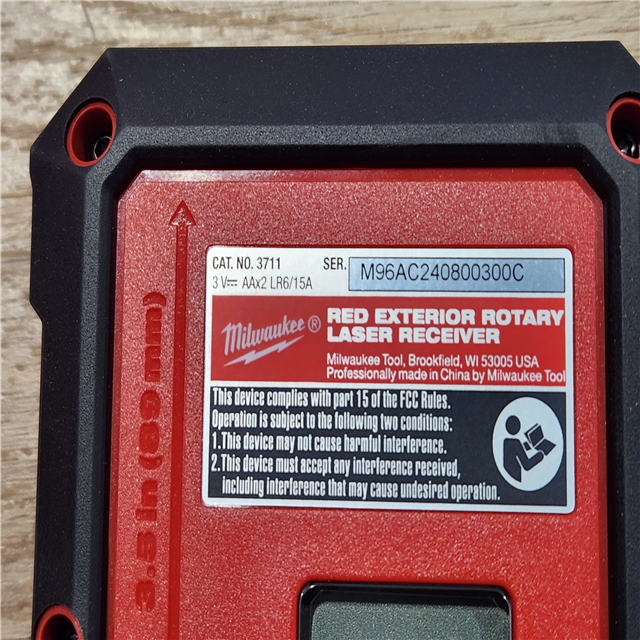 CAT. NO. 3711 SER. M96AC240800300C
3 V⎓ AAx2 LR6/15A
Milwaukee®
RED EXTERIOR ROTARY
LASER RECEIVER
Milwaukee Tool, Brookfield, WI 53005 USA
Professionally made in China by Milwaukee Tool
This device complies with part 15 of the FCC Rules.
Operation is subject to the following two conditions:
1. This device may not cause harmful interference.
2. This device must accept any interference received,
including interference that may cause undesired operation.
3.5 in (89 mm)